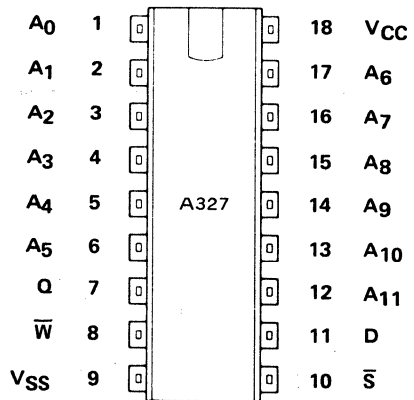 A0 1 18 VCC
A1 2 17 A6
A2 3 16 A7
A3 4 15 A8
A4 5 A327 14 A9
A5 6 13 A10
Q 7 12 A11
W̅ 8 11 D
VSS 9 10 S̅